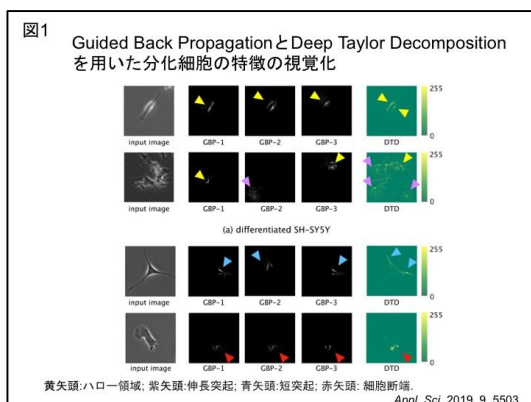 図1
Guided Back PropagationとDeep Taylor Decomposition
を用いた分化細胞の特徴の視覚化
255
0
input image GBP-1 GBP-2 GBP-3 DTD
255
0
input image GBP-1 GBP-2 GBP-3 DTD
(a) differentiated SH-SY5Y
255
0
input image GBP-1 GBP-2 GBP-3 DTD
255
0
input image GBP-1 GBP-2 GBP-3 DTD
黄矢頭:ハロー領域; 紫矢頭:伸長突起; 青矢頭:短突起; 赤矢頭: 細胞断端.
Appl. Sci. 2019, 9, 5503